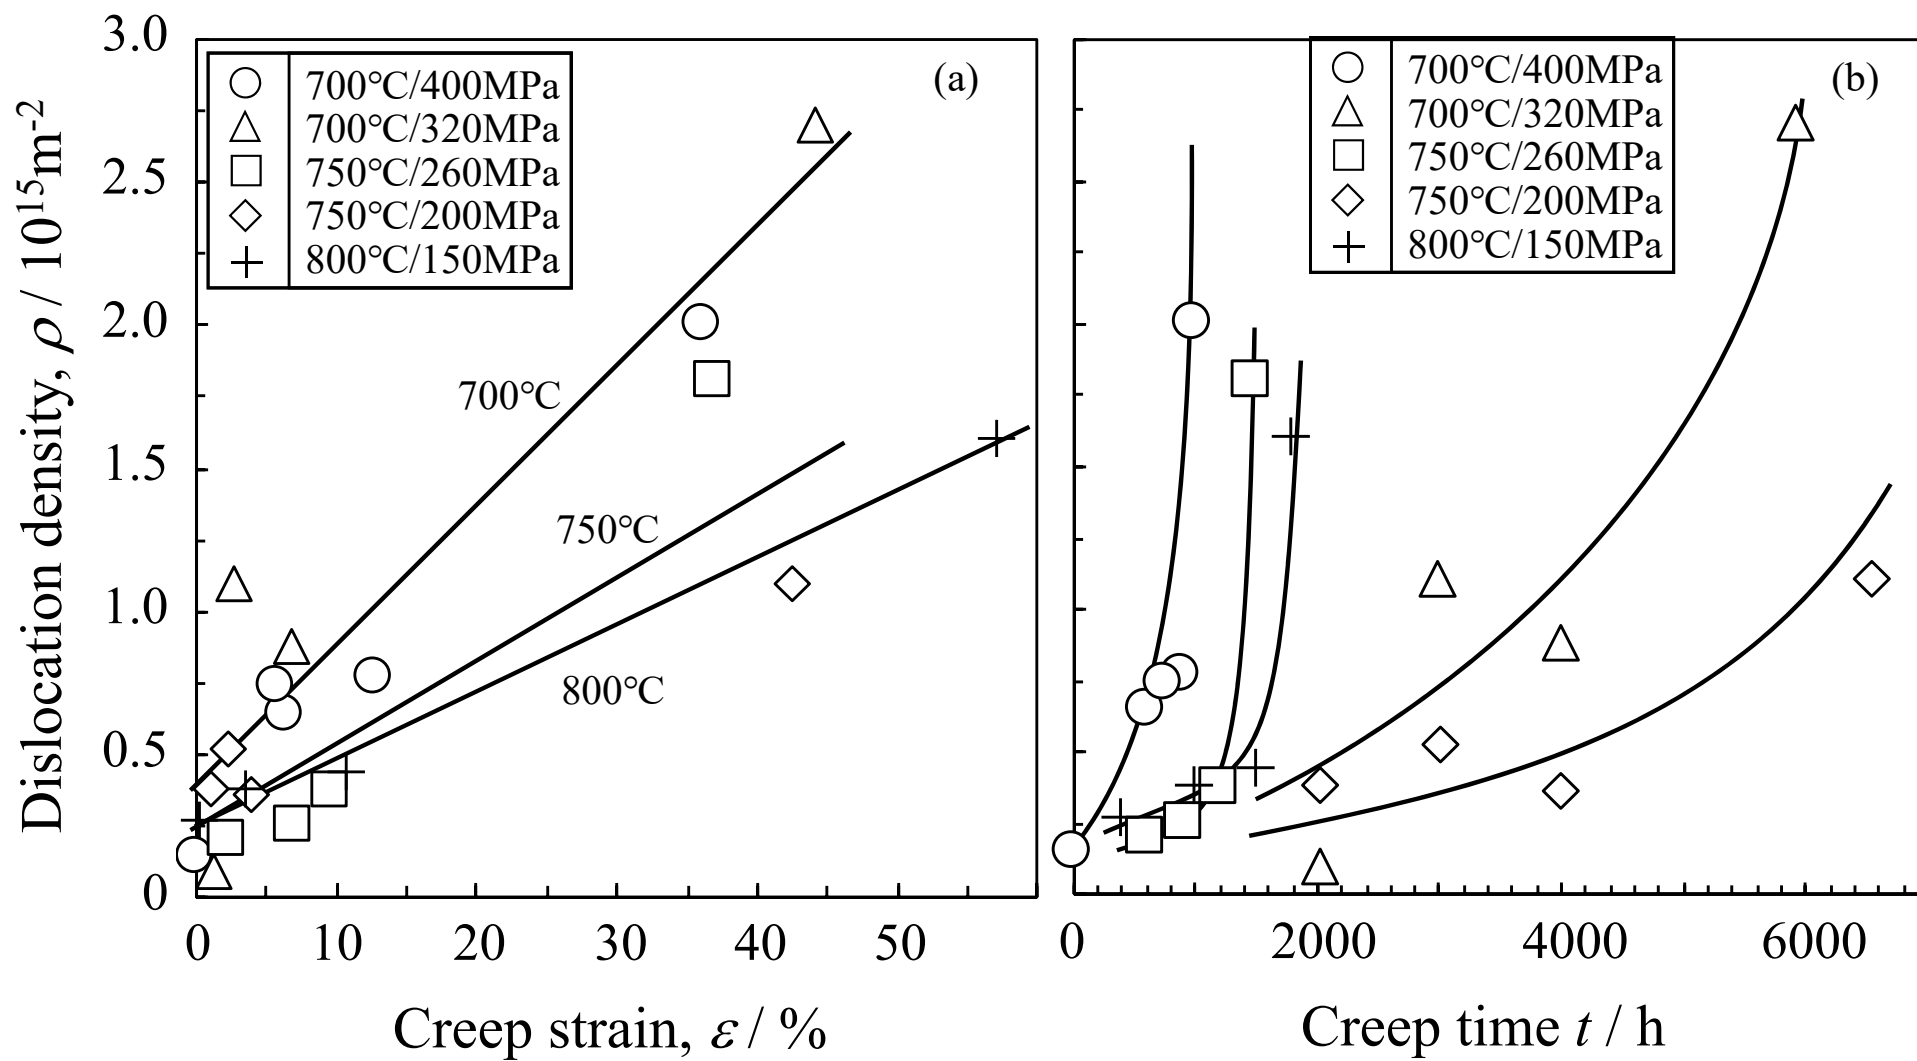 Dislocation density, ρ / 10¹⁵m⁻²
3.0
2.5
2.0
1.5
1.0
0.5
0
(a)
700℃/400MPa
700℃/320MPa
750℃/260MPa
750℃/200MPa
800℃/150MPa
700℃
750℃
800℃
0 10 20 30 40 50
Creep strain, ε / %
(b)
700℃/400MPa
700℃/320MPa
750℃/260MPa
750℃/200MPa
800℃/150MPa
0 2000 4000 6000
Creep time t / h